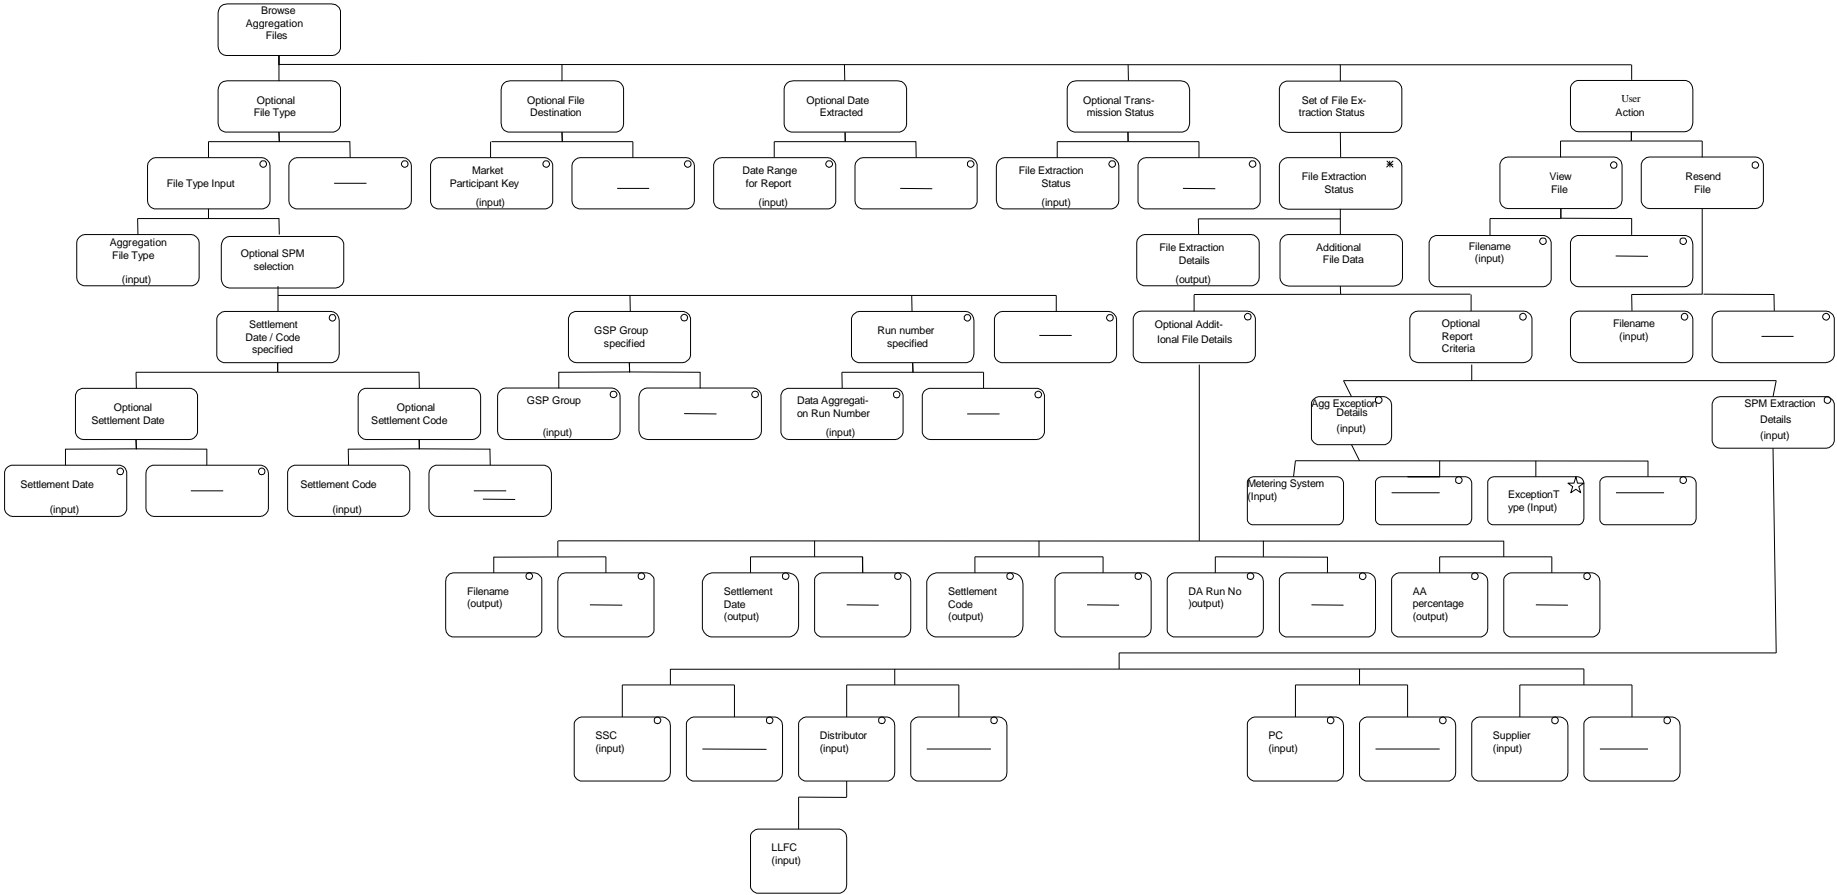 Browse
Aggregation
Files
Optional
File Type
Optional File
Destination
Optional Date
Extracted
Optional Trans-
mission Status
Set of File Ex-
traction Status
User
Action
File Type Input
Market
Participant Key
(input)
Date Range
for Report
(input)
File Extraction
Status
(input)
File Extraction
Status
View
File
Resend
File
Aggregation
File Type
(input)
Optional SPM
selection
File Extraction
Details
(output)
Additional
File Data
Filename
(input)
Settlement
Date / Code
specified
GSP Group
specified
Run number
specified
Optional Addit-
ional File Details
Optional
Report
Criteria
Filename
(input)
Optional
Settlement Date
Optional
Settlement Code
GSP Group
(input)
Data Aggregati-
on Run Number
(input)
Agg Exception
Details
(input)
SPM Extraction
Details
(input)
Settlement Date
(input)
Settlement Code
(input)
Metering System
(Input)
ExceptionT
ype (Input)
Filename
(output)
Settlement
Date
(output)
Settlement
Code
(output)
DA Run No
)output)
AA
percentage
(output)
SSC
(input)
Distributor
(input)
PC
(input)
Supplier
(input)
LLFC
(input)